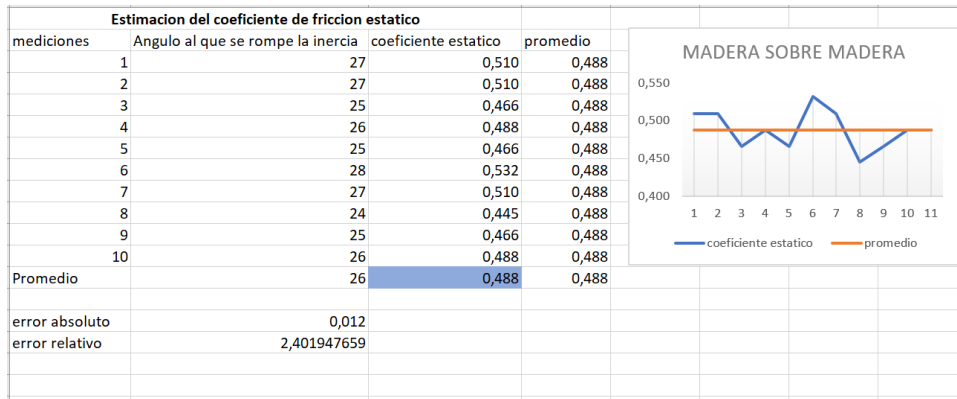 Estimacion del coeficiente de friccion estatico
mediciones Angulo al que se rompe la inercia coeficiente estatico promedio
1 27 0,510 0,488
2 27 0,510 0,488
3 25 0,466 0,488
4 26 0,488 0,488
5 25 0,466 0,488
6 28 0,532 0,488
7 27 0,510 0,488
8 24 0,445 0,488
9 25 0,466 0,488
10 26 0,488 0,488
Promedio 26 0,488 0,488
error absoluto 0,012
error relativo 2,401947659
MADERA SOBRE MADERA
0,550
0,500
0,450
0,400
1 2 3 4 5 6 7 8 9 10 11
coeficiente estatico promedio